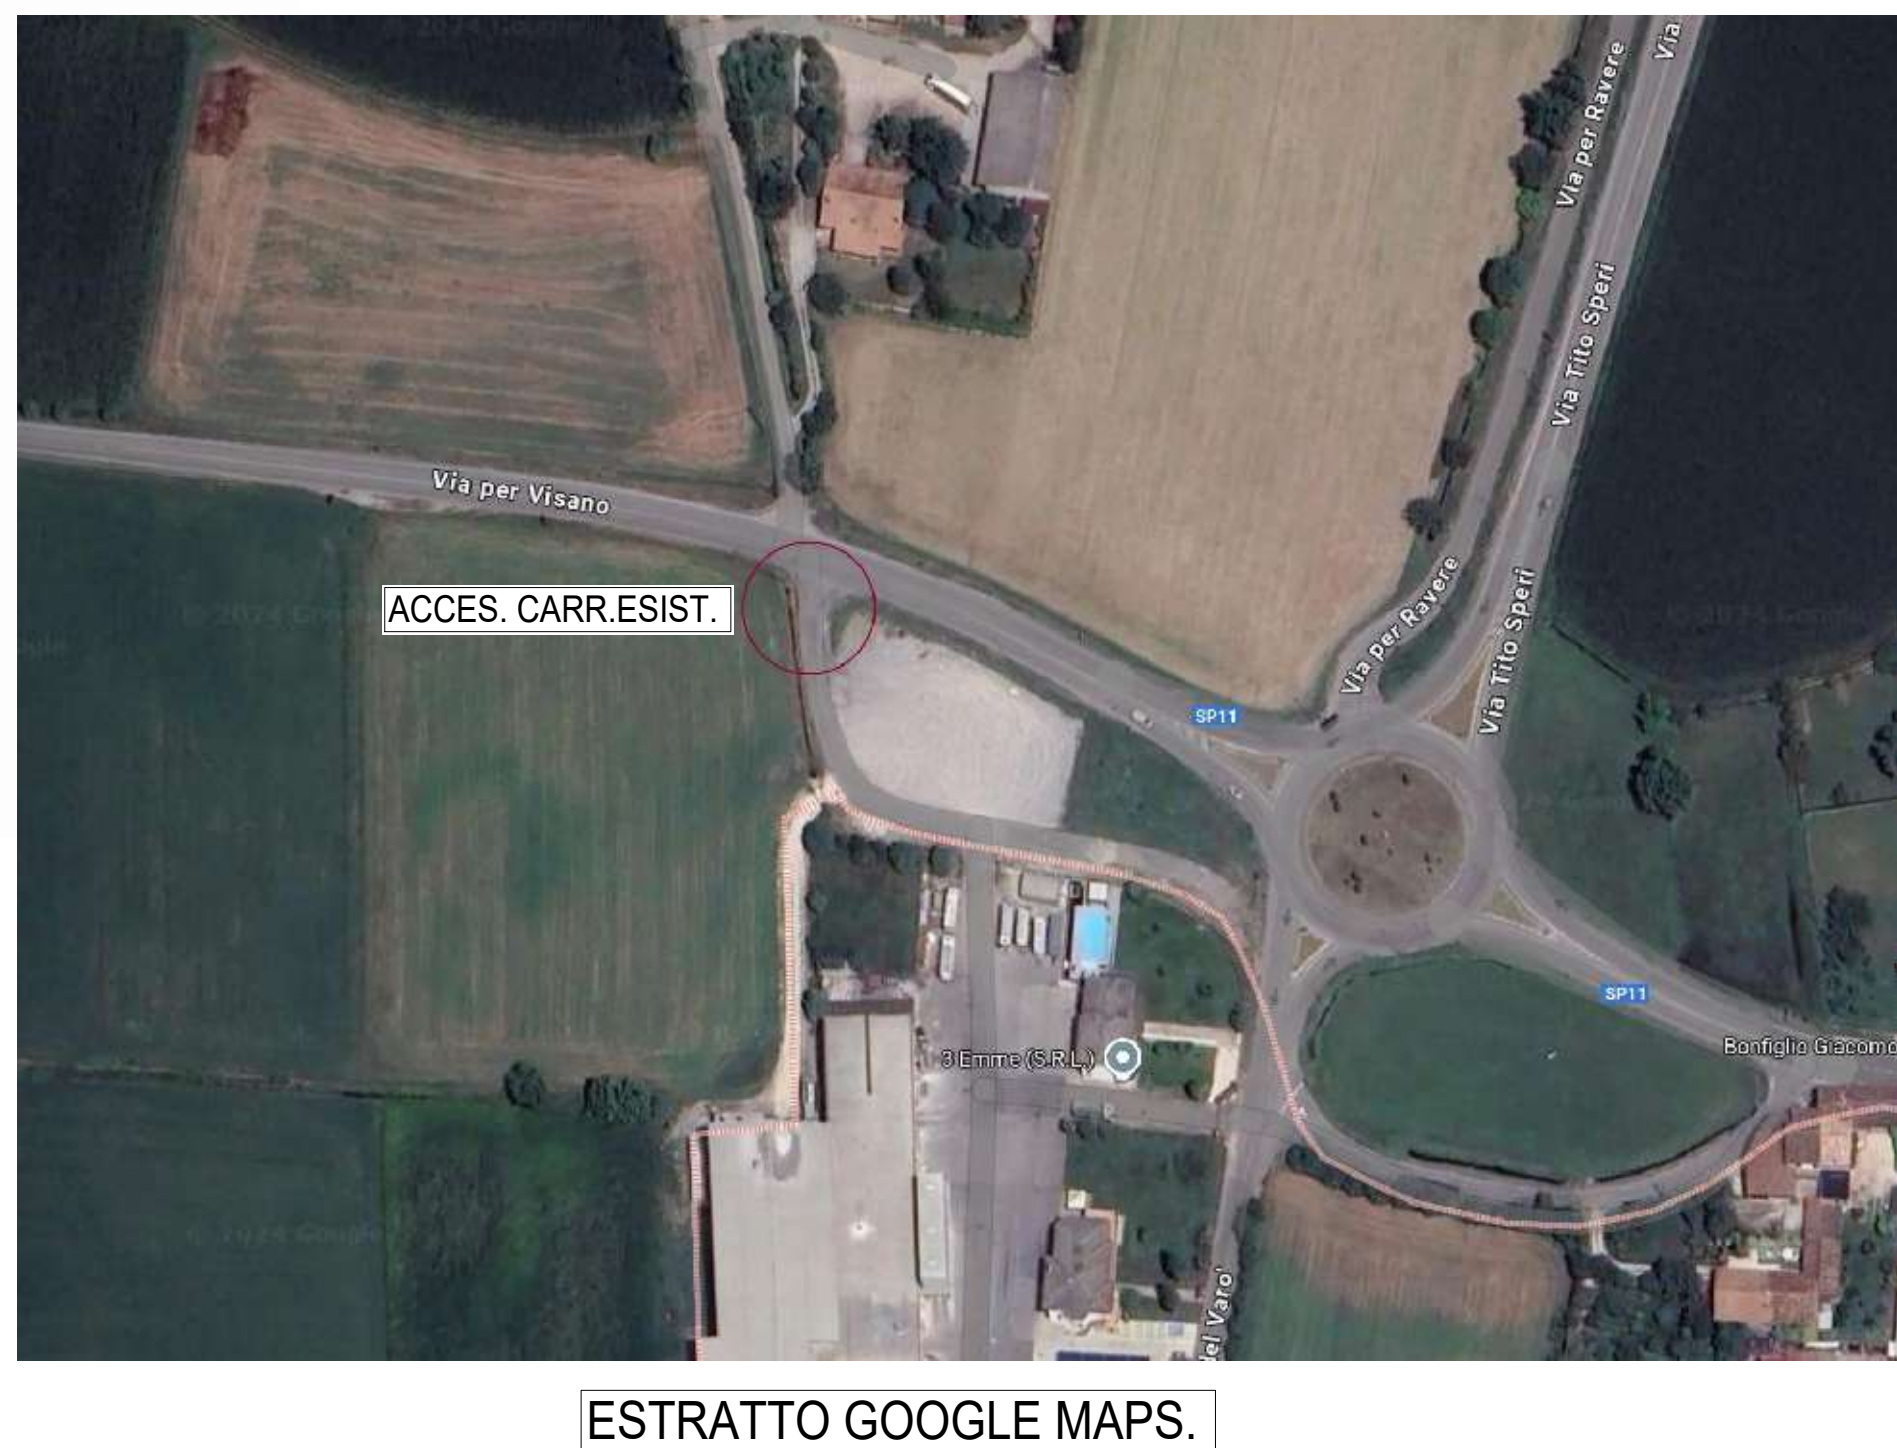 Via
Via per Ravere
Via Tito Speri
Via per Visano
ACCES. CARR.ESIST.
Via per Ravere
Via Tito Speri
SP11
SP11
Bonfiglio Giacomo
3 Emme (S.R.L.)
del Varo'
ESTRATTO GOOGLE MAPS.